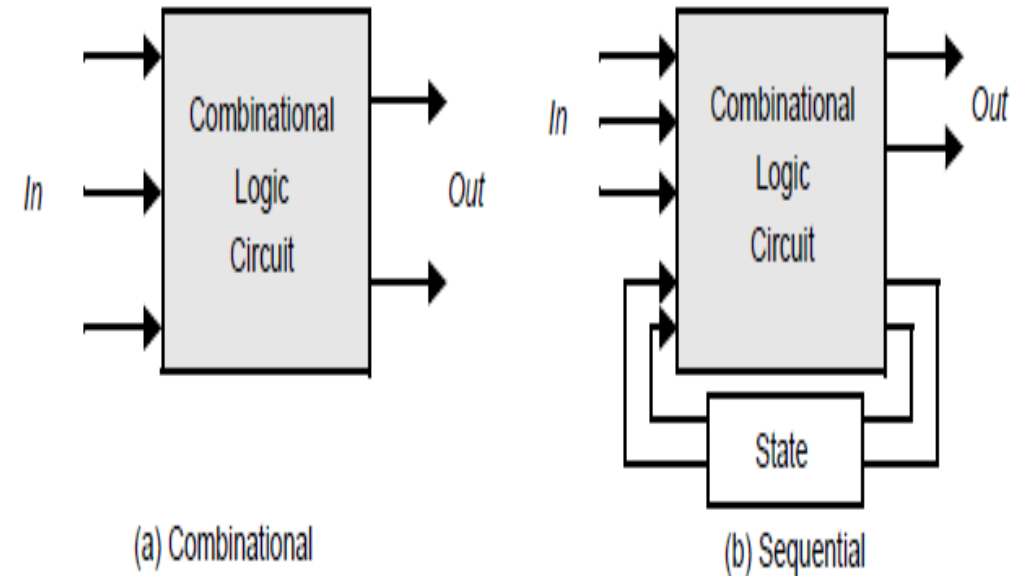 In
Combinational
Logic
Circuit
Out
(a) Combinational
In
Combinational
Logic
Circuit
Out
State
(b) Sequential